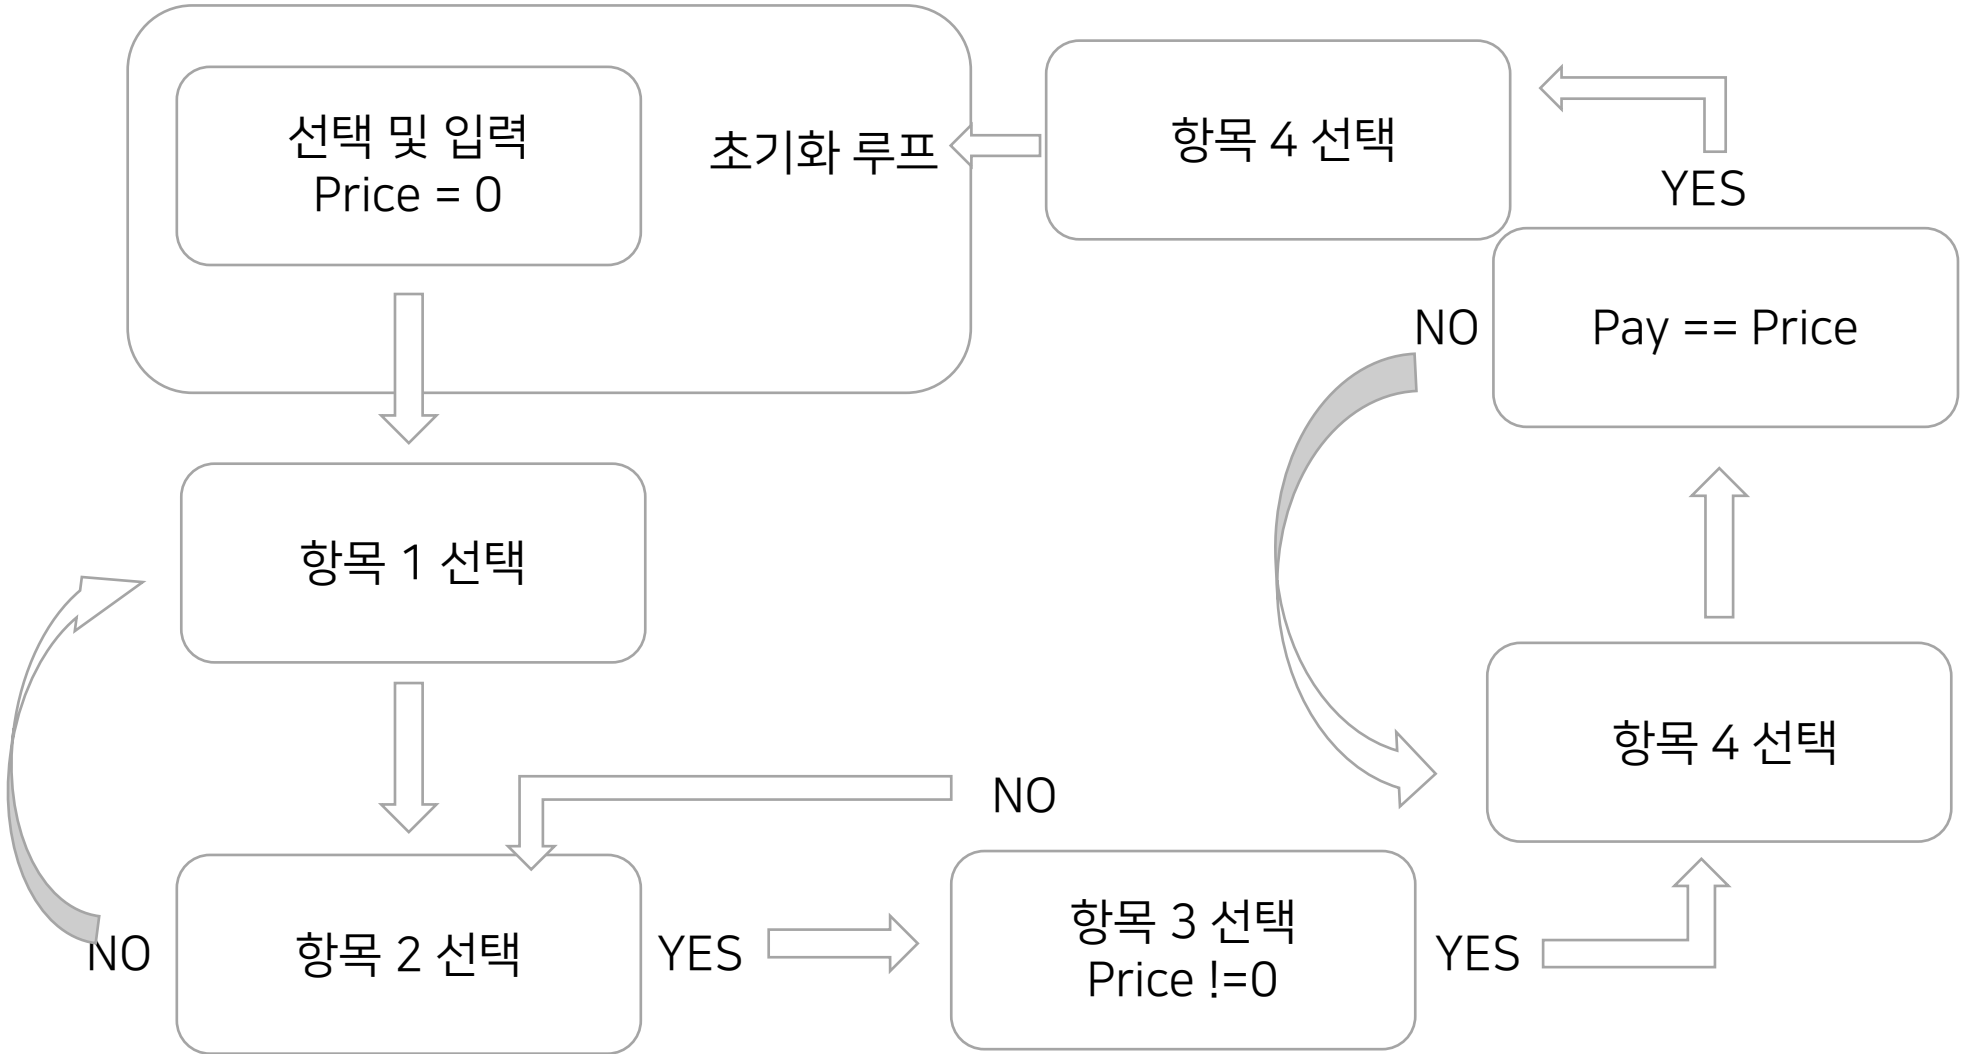 선택 및 입력
Price = 0
초기화 루프
항목 4 선택
YES
NO
Pay == Price
항목 1 선택
항목 4 선택
NO
NO
항목 2 선택
YES
항목 3 선택
Price !=0
YES